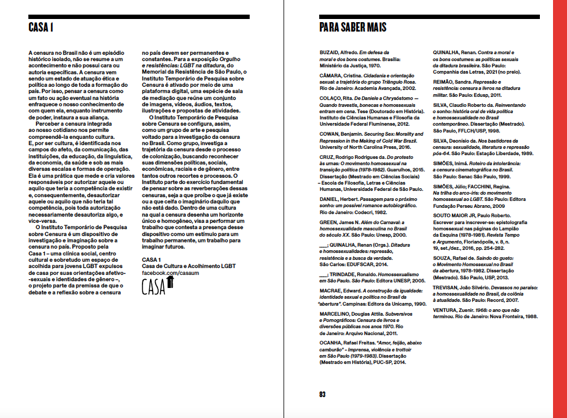 CASA 1
A censura no Brasil não é um episódio
histórico isolado, não se resume a um
acontecimento e não possui cara ou
autoria específicas. A censura vem
sendo um estado de atuação ética e
política ao longo de toda a formação do
país. Por isso, pensar a censura como
um fato ou ação eventual na história
enfraquece o nosso conhecimento de
com quem ela, enquanto instrumento
de poder, instaura a sua aliança.
Perceber a censura integrada
ao nosso cotidiano nos permite
compreendê-la enquanto cultura.
E, por ser cultura, é identificada nos
campos do afeto, da comunicação, das
instituições, da educação, da linguística,
da economia, da saúde e sob as mais
diversas escalas e formas de operação.
Ela é uma prática que mede e cria valores
responsáveis por autorizar aquele ou
aquilo que teria a competência de existir
e, consequentemente, desautorizar
aquele ou aquilo que não teria tal
competência, pois toda autorização
necessariamente desautoriza algo, e
vice-versa.
O Instituto Temporário de Pesquisa
sobre Censura é um dispositivo de
investigação e imaginação sobre a
censura no país. Proposto pela
Casa 1 – uma clínica social, centro
cultural e sobretudo um espaço de
acolhida para jovens LGBT expulsos
de casa por suas orientações afetivo-
-sexuais e identidades de gênero –,
o projeto parte da premissa de que o
debate e a reflexão sobre a censura
no país devem ser permanentes e
constantes. Para a exposição Orgulho e
resistências: LGBT na ditadura, do
Memorial da Resistência de São Paulo, o
Instituto Temporário de Pesquisa sobre
Censura é ativado por meio de uma
plataforma digital, uma espécie de sala
de mediação que reúne um conjunto
de imagens, vídeos, áudios, textos,
ilustrações e propostas de atividades.
O Instituto Temporário de Pesquisa
sobre Censura se configura, assim,
como um grupo de arte e pesquisa
voltado para a investigação da censura
no Brasil. Como grupo, investiga a
trajetória da censura desde o processo
de colonização, buscando reconhecer
suas dimensões políticas, sociais,
econômicas, raciais e de gênero, entre
tantos outros recortes e processos. O
Instituto parte do exercício fundamental
de pensar sobre as reverberações dessas
censuras, seja a que proíbe o que já existe
ou a que ceifa o imaginário daquilo que
não está dado. Dentro de uma cultura
na qual a censura desenha um horizonte
único e homogêneo, visa a performar um
trabalho que contesta a presença desse
dispositivo como um estímulo para um
trabalho permanente, um trabalho para
imaginar futuros.
CASA 1
Casa de Cultura e Acolhimento LGBT
facebook.com/casaum
CASA 1
PARA SABER MAIS
BUZAID, Alfredo. Em defesa da
moral e dos bons costumes. Brasília:
Ministério da Justiça, 1970.
CÂMARA, Cristina. Cidadania e orientação
sexual: a trajetória do grupo Triângulo Rosa.
Rio de Janeiro: Academia Avançada, 2002.
COLAÇO, Rita. De Daniele a Chrysóstomo —
Quando travestis, bonecas e homossexuais
entram em cena. Tese (Doutorado em História).
Instituto de Ciências Humanas e Filosofia da
Universidade Federal Fluminense, 2012.
COWAN, Benjamin. Securing Sex: Morality and
Repression in the Making of Cold War Brazil.
University of North Carolina Press, 2016.
CRUZ, Rodrigo Rodrigues da. Do protesto
às urnas: O movimento homossexual na
transição política (1978-1982). Guarulhos, 2015.
Dissertação (Mestrado em Ciências Sociais)
– Escola de Filosofia, Letras e Ciências
Humanas, Universidade Federal de São Paulo.
DANIEL, Herbert. Passagem para o próximo
sonho: um possível romance autobiográfico.
Rio de Janeiro: Codecri, 1982.
GREEN, James N. Além do Carnaval: a
homossexualidade masculina no Brasil
do século XX. São Paulo: Unesp, 2000.
___; QUINALHA, Renan (Orgs.). Ditadura
e homossexualidades: repressão,
resistência e a busca da verdade.
São Carlos: EDUFSCAR, 2014.
___; TRINDADE, Ronaldo. Homossexualismo
em São Paulo. São Paulo: Editora UNESP, 2005.
MACRAE, Edward. A construção da igualdade:
identidade sexual e política no Brasil da
"abertura". Campinas: Editora da Unicamp, 1990.
MARCELINO, Douglas Attila. Subversivos
e Pornográficos: Censura de livros e
diversões públicas nos anos 1970. Rio
de Janeiro: Arquivo Nacional, 2011.
OCANHA, Rafael Freitas. "Amor, feijão, abaixo
camburão" – Imprensa, violência e trottoir
em São Paulo (1979-1983). Dissertação
(Mestrado em História), PUC-SP, 2014.
QUINALHA, Renan. Contra a moral e
os bons costumes: as políticas sexuais
da ditadura brasileira. São Paulo:
Companhia das Letras, 2021 (no prelo).
REIMÃO, Sandra. Repressão e
resistência: censura a livros na ditadura
militar. São Paulo: Edusp, 2011.
SILVA, Claudio Roberto da. Reinventando
o sonho: história oral de vida política
e homossexualidade no Brasil
contemporâneo. Dissertação (Mestrado).
São Paulo, FFLCH/USP, 1998.
SILVA, Deonísio da. Nos bastidores da
censura: sexualidade, literatura e repressão
pós-64. São Paulo: Estação Liberdade, 1989.
SIMÕES, Inimá. Roteiro da intolerância:
a censura cinematográfica no Brasil.
São Paulo: Senac São Paulo, 1999.
SIMÕES, Júlio; FACCHINI, Regina.
Na trilha do arco-íris: do movimento
homossexual ao LGBT. São Paulo: Editora
Fundação Perseu Abramo, 2009.
SOUTO MAIOR JR, Paulo Roberto.
Escrever para inscrever-se: epistolografia
homossexual nas páginas do Lampião
da Esquina (1978-1981). Revista Tempo
e Argumento, Florianópolis, v. 8, n.
19, set./dez., 2016, pp. 254-282.
SOUZA, Rafael de. Saindo do gueto:
o Movimento Homossexual no Brasil
da abertura, 1978-1982. Dissertação
(Mestrado). São Paulo, USP, 2013.
TREVISAN, João Silvério. Devassos no paraíso:
a homossexualidade no Brasil, da colônia
à atualidade. São Paulo: Record, 2007.
VENTURA, Zuenir. 1968: o ano que não
terminou. Rio de Janeiro: Nova Fronteira, 1988.
63